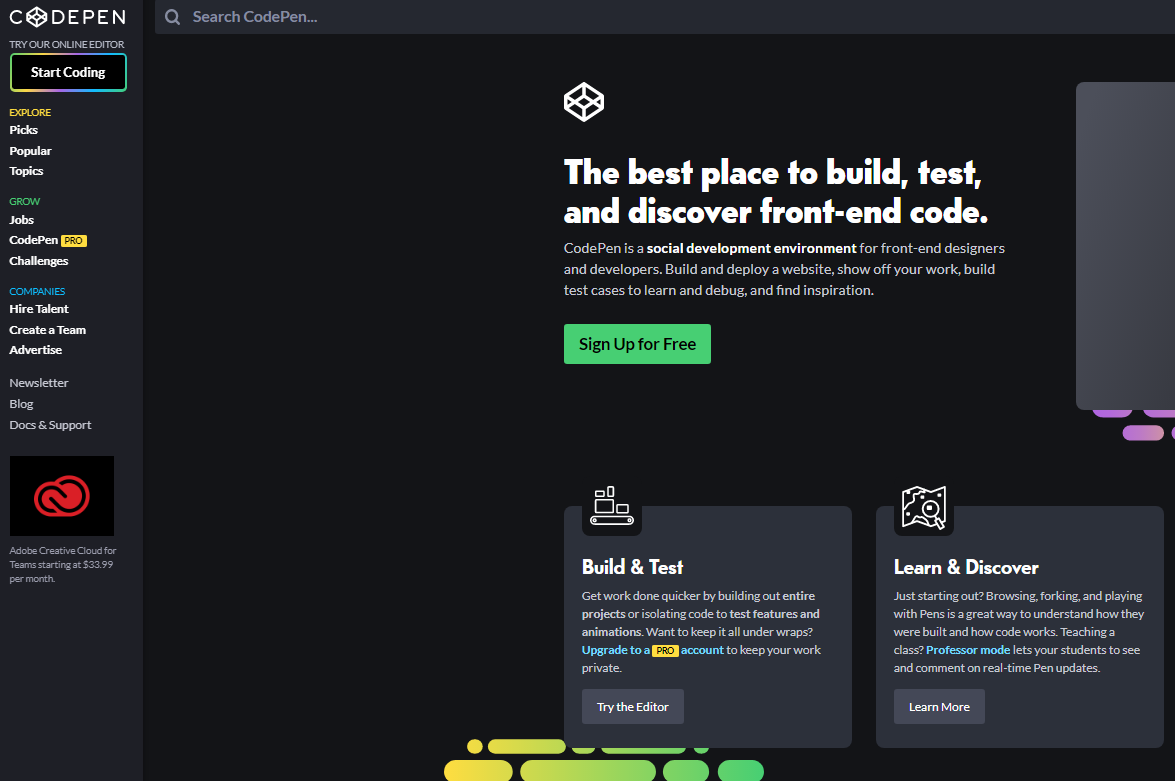 CODEPEN
Search CodePen...
TRY OUR ONLINE EDITOR
Start Coding
EXPLORE
Picks
Popular
Topics
GROW
Jobs
CodePen PRO
Challenges
COMPANIES
Hire Talent
Create a Team
Advertise
Newsletter
Blog
Docs & Support
Adobe Creative Cloud for
Teams starting at $33.99
per month.
The best place to build, test,
and discover front-end code.
CodePen is a social development environment for front-end designers
and developers. Build and deploy a website, show off your work, build
test cases to learn and debug, and find inspiration.
Sign Up for Free
Build & Test
Get work done quicker by building out entire
projects or isolating code to test features and
animations. Want to keep it all under wraps?
Upgrade to a PRO account to keep your work
private.
Try the Editor
Learn & Discover
Just starting out? Browsing, forking, and playing
with Pens is a great way to understand how they
were built and how code works. Teaching a
class? Professor mode lets your students to see
and comment on real-time Pen updates.
Learn More